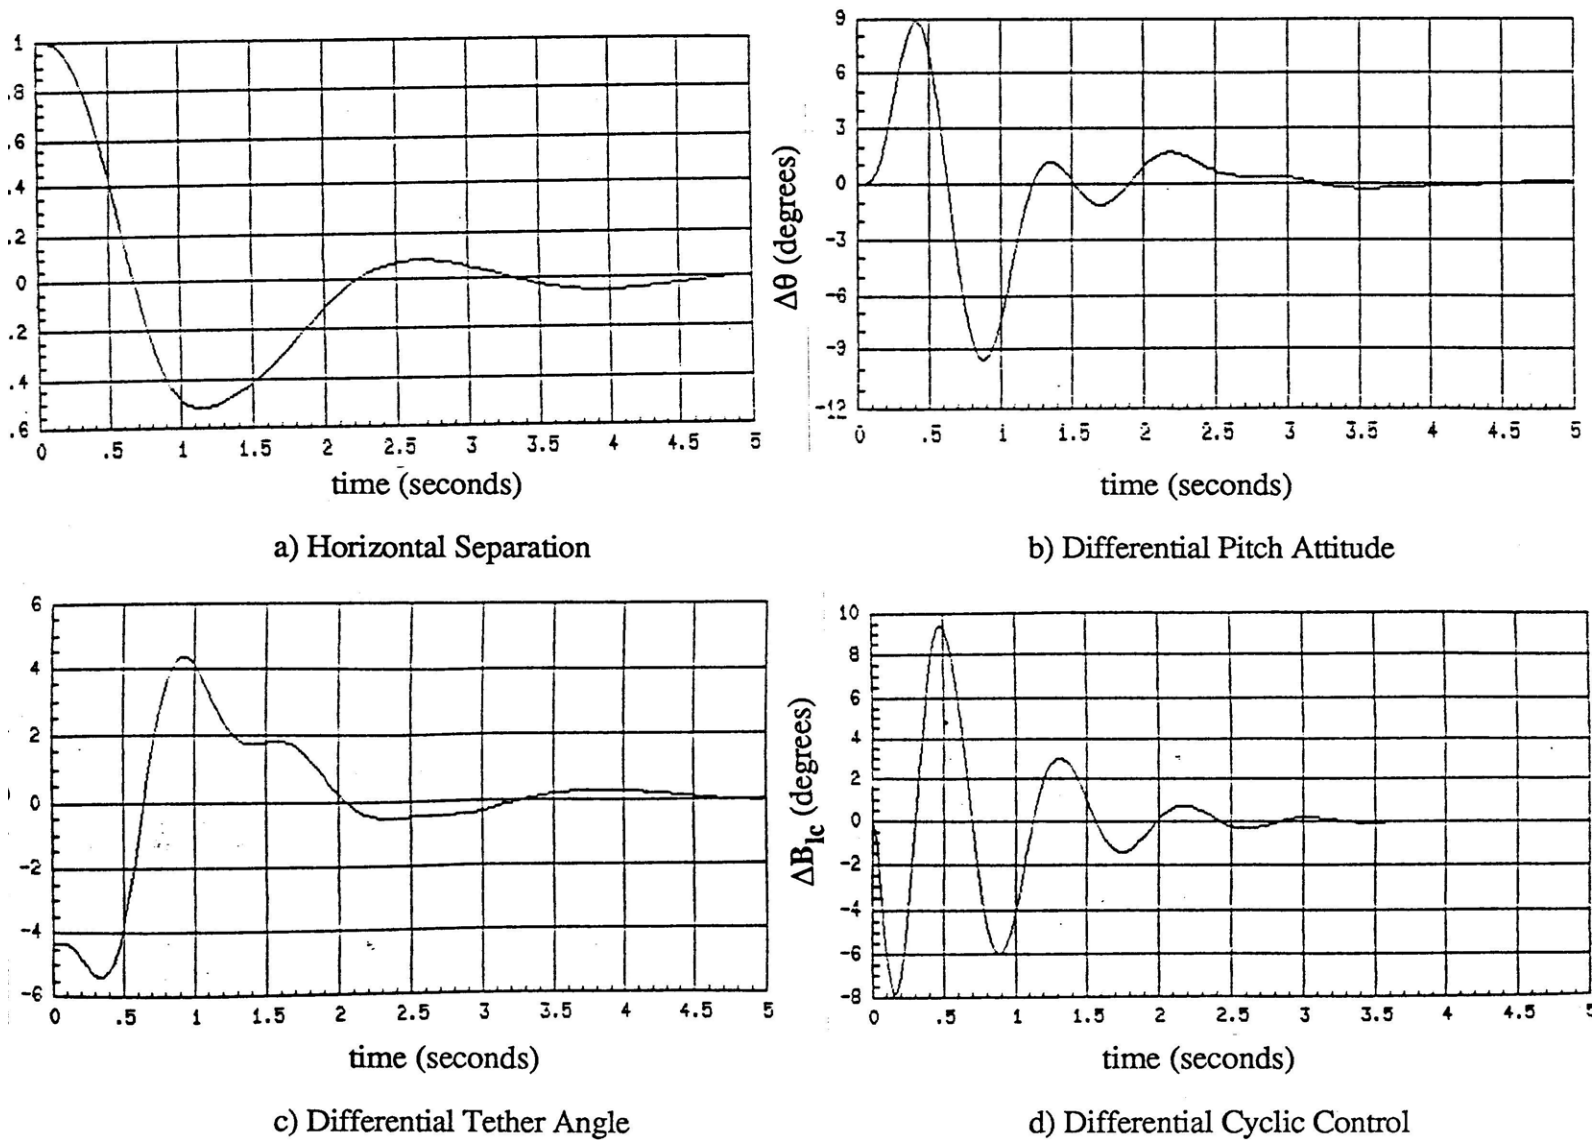 1
.8
.6
.4
.2
0
.2
.4
.6
0 .5 1 1.5 2 2.5 3 3.5 4 4.5 5
time (seconds)
a) Horizontal Separation
9
6
3
0
-3
-6
-9
-12
Δθ (degrees)
0 .5 1 1.5 2 2.5 3 3.5 4 4.5 5
time (seconds)
b) Differential Pitch Attitude
6
4
2
0
-2
-4
-6
0 .5 1 1.5 2 2.5 3 3.5 4 4.5 5
time (seconds)
c) Differential Tether Angle
10
8
6
4
2
0
-2
-4
-6
-8
ΔB1c (degrees)
0 .5 1 1.5 2 2.5 3 3.5 4 4.5 5
time (seconds)
d) Differential Cyclic Control